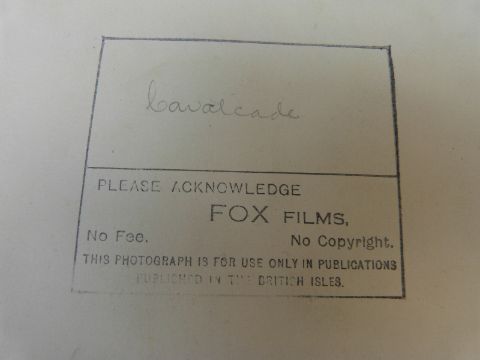 Cavalcade
PLEASE ACKNOWLEDGE
FOX FILMS,
No Fee. No Copyright.
THIS PHOTOGRAPH IS FOR USE ONLY IN PUBLICATIONS
PUBLISHED IN THE BRITISH ISLES.